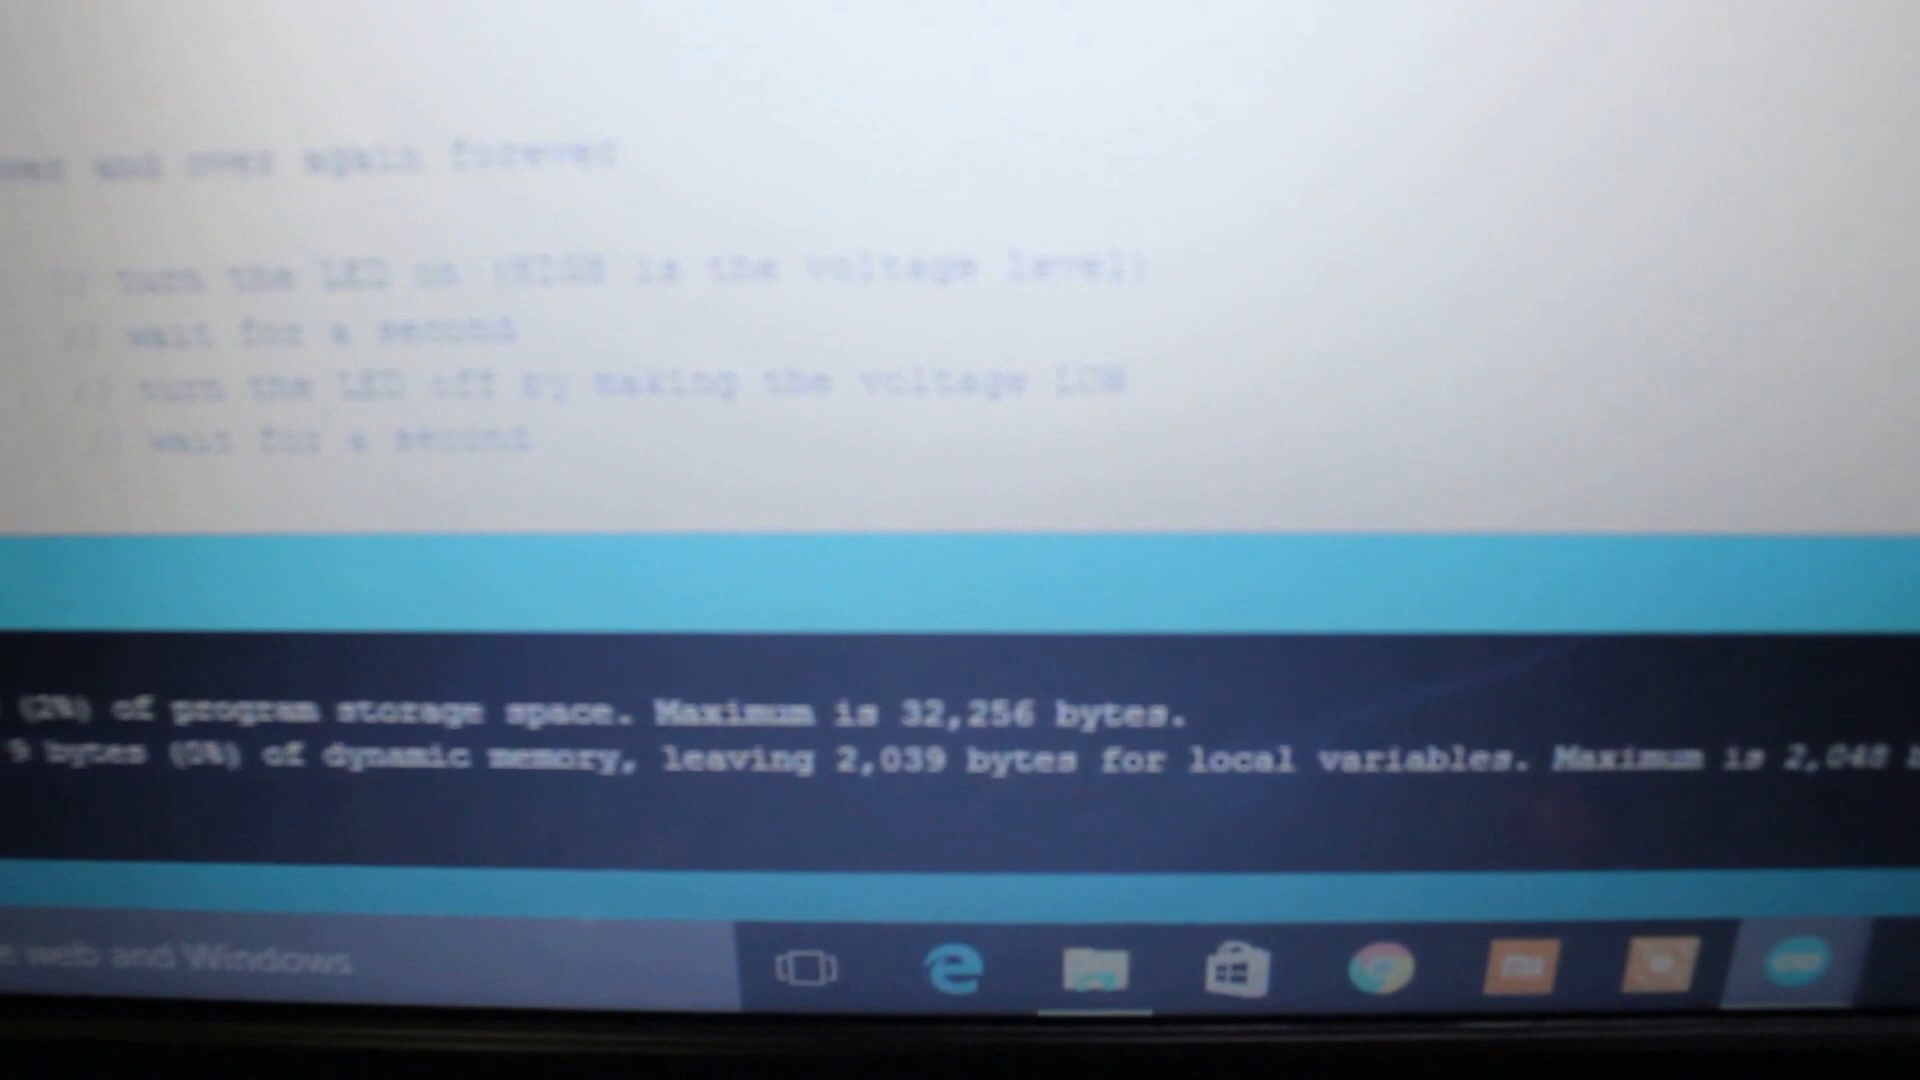 and over again forever
// turn the LED on (HIGH is the voltage level)
// wait for a second
// turn the LED off by making the voltage LOW
// wait for a second
(2%) of program storage space. Maximum is 32,256 bytes.
9 bytes (0%) of dynamic memory, leaving 2,039 bytes for local variables. Maximum is 2,048 b
e web and Windows
mi